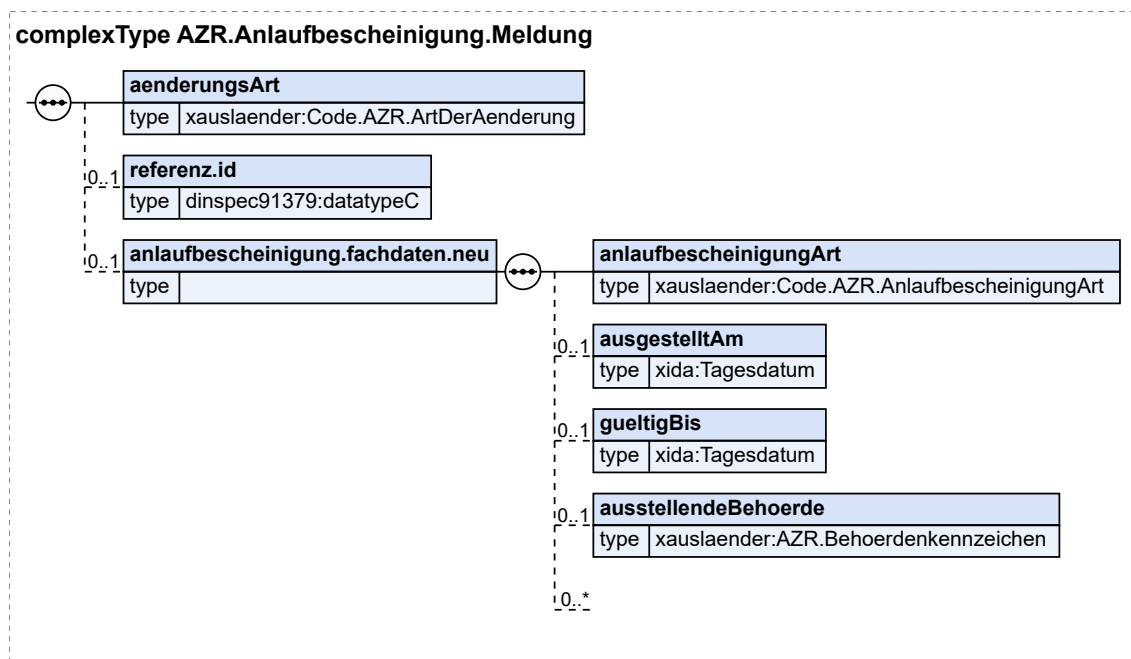 complexType AZR.Anlaufbescheinigung.Meldung
aenderungsArt
type xauslaender:Code.AZR.ArtDerAenderung
0..1
referenz.id
type dinspec91379:datatypeC
0..1
anlaufbescheinigung.fachdaten.neu
type
anlaufbescheinigungArt
type xauslaender:Code.AZR.AnlaufbescheinigungArt
0..1
ausgestelltAm
type xida:Tagesdatum
0..1
gueltigBis
type xida:Tagesdatum
0..1
ausstellendeBehoerde
type xauslaender:AZR.Behoerdenkennzeichen
0..*